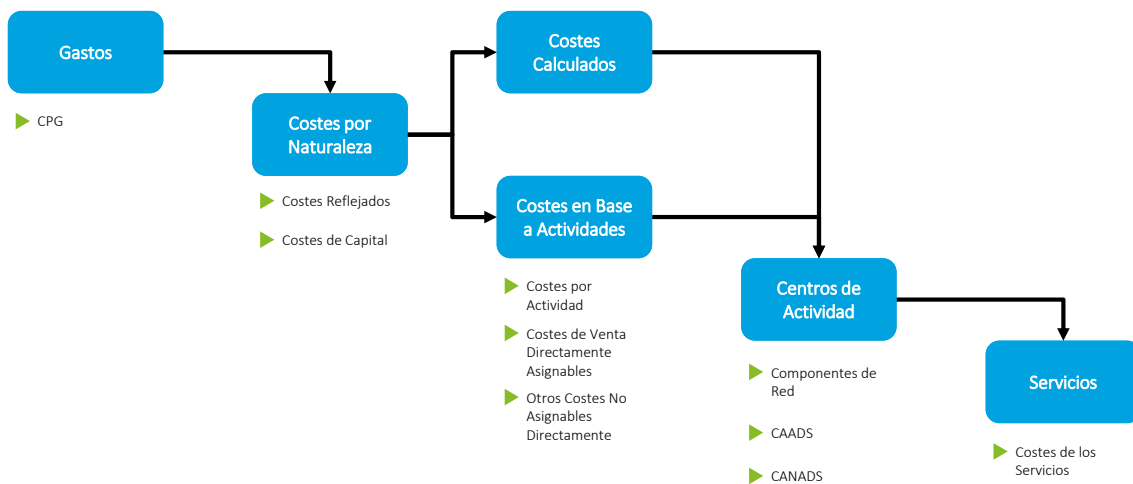 Gastos
CPG
Costes por
Naturaleza
Costes Reflejados
Costes de Capital
Costes
Calculados
Costes en Base
a Actividades
Costes por
Actividad
Costes de Venta
Directamente
Asignables
Otros Costes No
Asignables
Directamente
Centros de
Actividad
Componentes de
Red
CAADS
CANADS
Servicios
Costes de los
Servicios